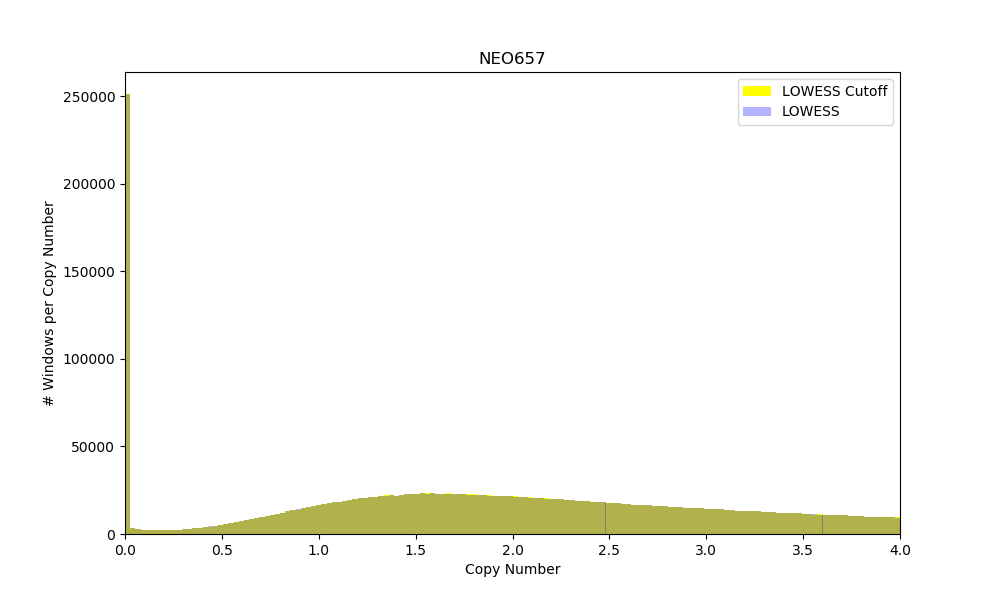 NEO657
LOWESS Cutoff
LOWESS
# Windows per Copy Number
250000
200000
150000
100000
50000
0
0.0 0.5 1.0 1.5 2.0 2.5 3.0 3.5 4.0
Copy Number